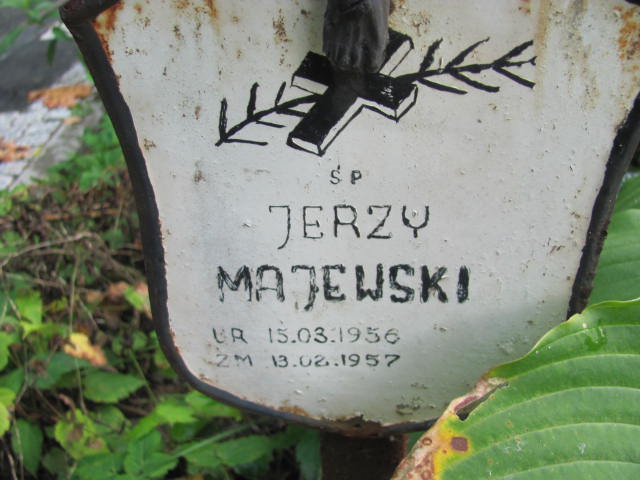 ŚP
JERZY
MAJEWSKI
UR 15.03.1956
ZM 13.02.1957